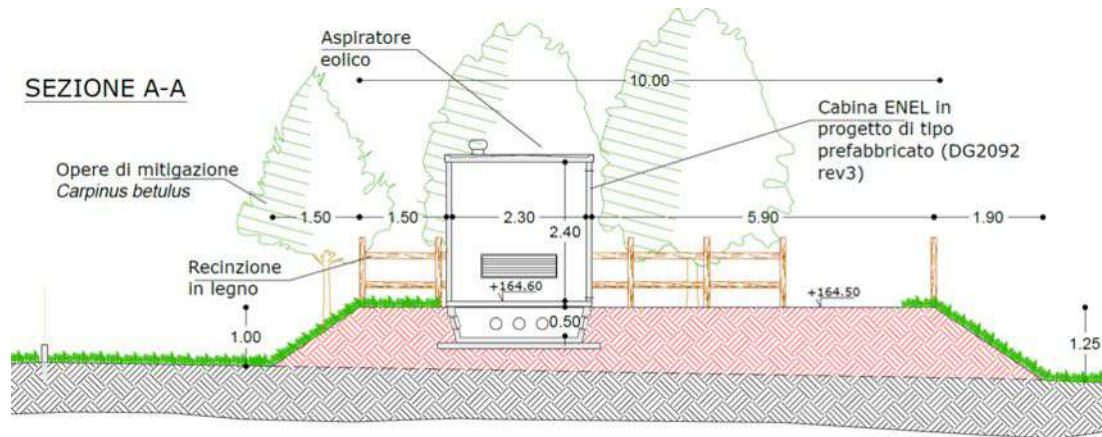 Aspiratore
eolico
SEZIONE A-A
10.00
Cabina ENEL in
progetto di tipo
prefabbricato (DG2092
rev3)
Opere di mitigazione
Carpinus betulus
1.50
1.50
2.30
5.90
1.90
2.40
Recinzione
in legno
+164.60
+164.50
0.50
1.00
1.25